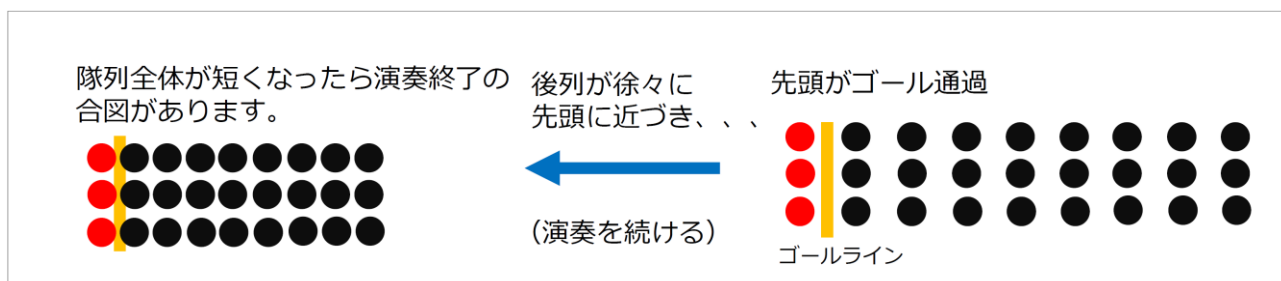 隊列全体が短くなったら演奏終了の
合図があります。
後列が徐々に
先頭に近づき、、、
(演奏を続ける)
先頭がゴール通過
ゴールライン